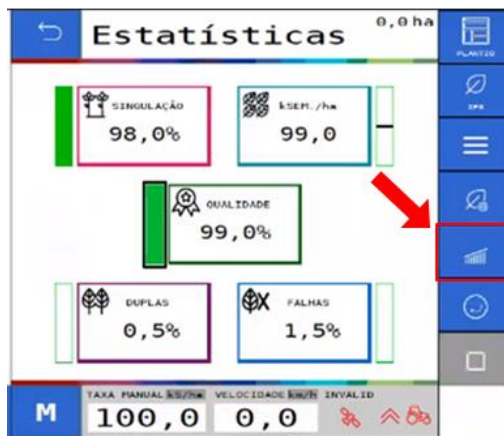 Estatísticas
0,0 ha
PLANTIO
SINGULAÇÃO
98,0%
kSEM./ha
99,0
QUALIDADE
99,0%
DUPLAS
0,5%
FALHAS
1,5%
M
TAXA MANUAL kS/ha
100,0
VELOCIDADE km/h
0,0
INVALID